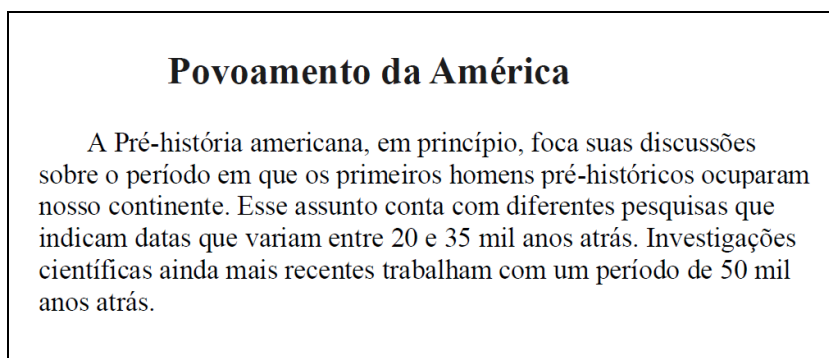 Povoamento da América
A Pré-história americana, em princípio, foca suas discussões
sobre o período em que os primeiros homens pré-históricos ocuparam
nosso continente. Esse assunto conta com diferentes pesquisas que
indicam datas que variam entre 20 e 35 mil anos atrás. Investigações
científicas ainda mais recentes trabalham com um período de 50 mil
anos atrás.